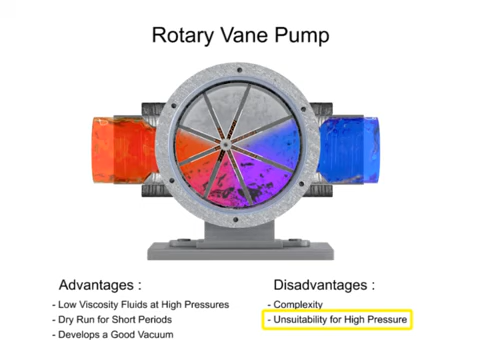 Rotary Vane Pump
Advantages :
- Low Viscosity Fluids at High Pressures
- Dry Run for Short Periods
- Develops a Good Vacuum
Disadvantages :
- Complexity
- Unsuitability for High Pressure